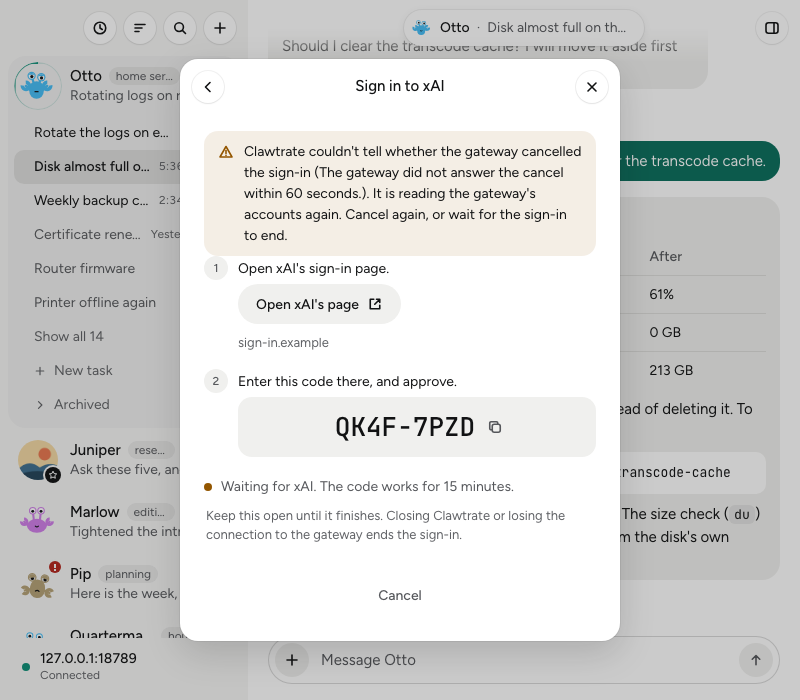 Otto · Disk almost full on th...
Should I clear the transcode cache? I will move it aside first
Otto home ser...
Rotating logs on r
Rotate the logs on e...
Disk almost full o... 5:36
Weekly backup c... 2:34
Certificate rene... Yeste
Router firmware
Printer offline again
Show all 14
New task
Archived
Juniper rese...
Ask these five, an
Marlow editi...
Tightened the intr
Pip planning
Here is the week,
Quarterma
127.0.0.1:18789
Connected
Sign in to xAI
Clawtrate couldn't tell whether the gateway cancelled
the sign-in (The gateway did not answer the cancel
within 60 seconds.). It is reading the gateway's
accounts again. Cancel again, or wait for the sign-in
to end.
1 Open xAI's sign-in page.
Open xAI's page
sign-in.example
2 Enter this code there, and approve.
QK4F-7PZD
Waiting for xAI. The code works for 15 minutes.
Keep this open until it finishes. Closing Clawtrate or losing the
connection to the gateway ends the sign-in.
Cancel
the transcode cache.
After
61%
0 GB
213 GB
ead of deleting it. To
transcode-cache
The size check ( du )
m the disk's own
Message Otto